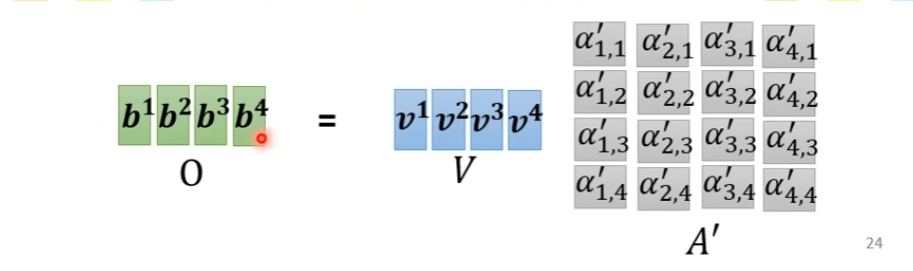 b¹ b² b³ b⁴ = v¹ v² v³ v⁴
O V
α′₁,₁ α′₂,₁ α′₃,₁ α′₄,₁
α′₁,₂ α′₂,₂ α′₃,₂ α′₄,₂
α′₁,₃ α′₂,₃ α′₃,₃ α′₄,₃
α′₁,₄ α′₂,₄ α′₃,₄ α′₄,₄
A′
24